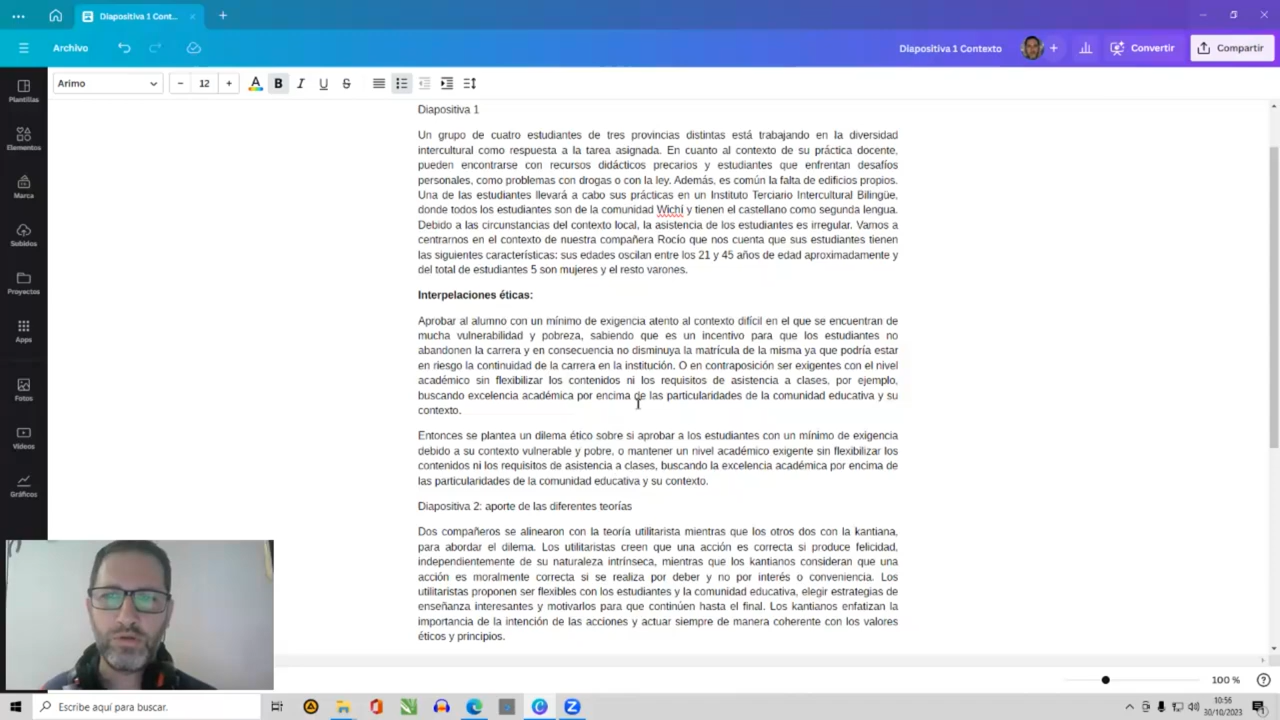 Diapositiva 1 Cont...
Archivo
Diapositiva 1 Contexto
Convertir
Compartir
Arimo
12
B
I
U
S
A
Plantillas
Elementos
Marca
Subidos
Proyectos
Apps
Fotos
Vídeos
Gráficos
Diapositiva 1
Un grupo de cuatro estudiantes de tres provincias distintas está trabajando en la diversidad
intercultural como respuesta a la tarea asignada. En cuanto al contexto de su práctica docente,
pueden encontrarse con recursos didácticos precarios y estudiantes que enfrentan desafíos
personales, como problemas con drogas o con la ley. Además, es común la falta de edificios propios.
Una de las estudiantes llevará a cabo sus prácticas en un Instituto Terciario Intercultural Bilingüe,
donde todos los estudiantes son de la comunidad Wichí y tienen el castellano como segunda lengua.
Debido a las circunstancias del contexto local, la asistencia de los estudiantes es irregular. Vamos a
centrarnos en el contexto de nuestra compañera Rocío que nos cuenta que sus estudiantes tienen
las siguientes características: sus edades oscilan entre los 21 y 45 años de edad aproximadamente y
del total de estudiantes 5 son mujeres y el resto varones.
Interpelaciones éticas:
Aprobar al alumno con un mínimo de exigencia atento al contexto difícil en el que se encuentran de
mucha vulnerabilidad y pobreza, sabiendo que es un incentivo para que los estudiantes no
abandonen la carrera y en consecuencia no disminuya la matrícula de la misma ya que podría estar
en riesgo la continuidad de la carrera en la institución. O en contraposición ser exigentes con el nivel
académico sin flexibilizar los contenidos ni los requisitos de asistencia a clases, por ejemplo,
buscando excelencia académica por encima de las particularidades de la comunidad educativa y su
contexto.
Entonces se plantea un dilema ético sobre si aprobar a los estudiantes con un mínimo de exigencia
debido a su contexto vulnerable y pobre, o mantener un nivel académico exigente sin flexibilizar los
contenidos ni los requisitos de asistencia a clases, buscando la excelencia académica por encima de
las particularidades de la comunidad educativa y su contexto.
Diapositiva 2: aporte de las diferentes teorías
Dos compañeros se alinearon con la teoría utilitarista mientras que los otros dos con la kantiana,
para abordar el dilema. Los utilitaristas creen que una acción es correcta si produce felicidad,
independientemente de su naturaleza intrínseca, mientras que los kantianos consideran que una
acción es moralmente correcta si se realiza por deber y no por interés o conveniencia. Los
utilitaristas proponen ser flexibles con los estudiantes y la comunidad educativa, elegir estrategias de
enseñanza interesantes y motivarlos para que continúen hasta el final. Los kantianos enfatizan la
importancia de la intención de las acciones y actuar siempre de manera coherente con los valores
éticos y principios.
100 %
Escribe aquí para buscar.
10:56
30/10/2023